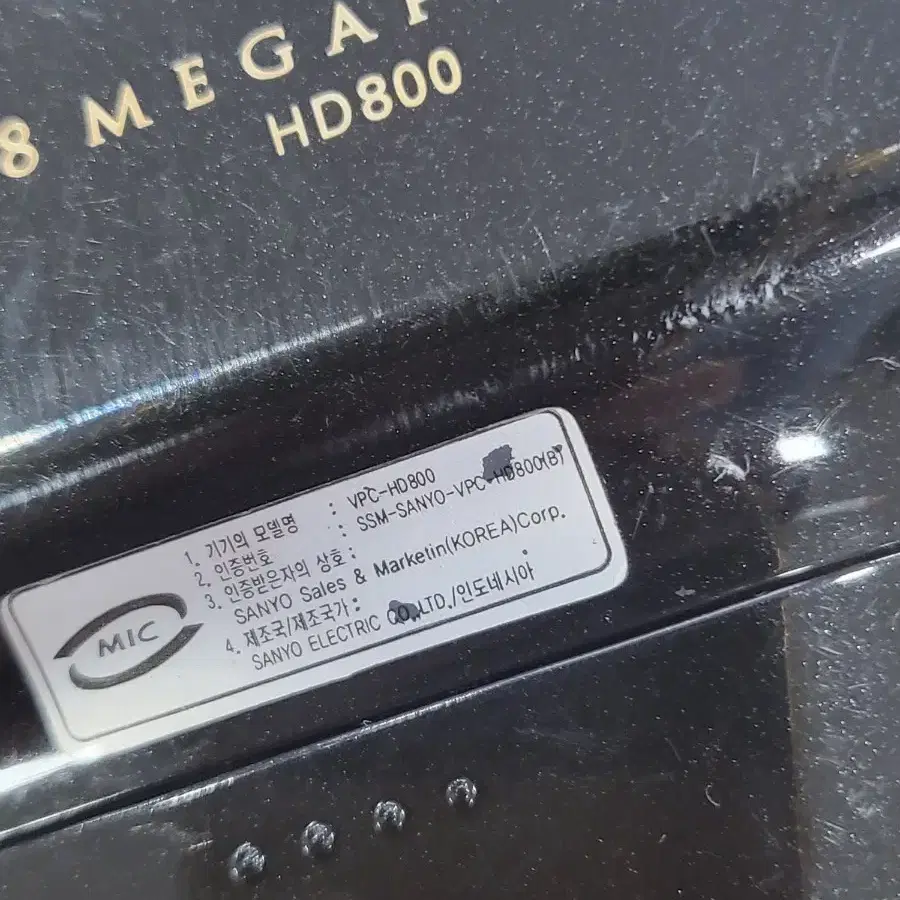 8 MEGAP
HD800
MIC
1. 기기의 모델명 : VPC-HD800
2. 인증번호 : SSM-SANYO-VPC-HD800(B)
3. 인증받은자의 상호 :
SANYO Sales & Marketin(KOREA)Corp.
4. 제조국/제조국가 :
SANYO ELECTRIC CO.,LTD./인도네시아